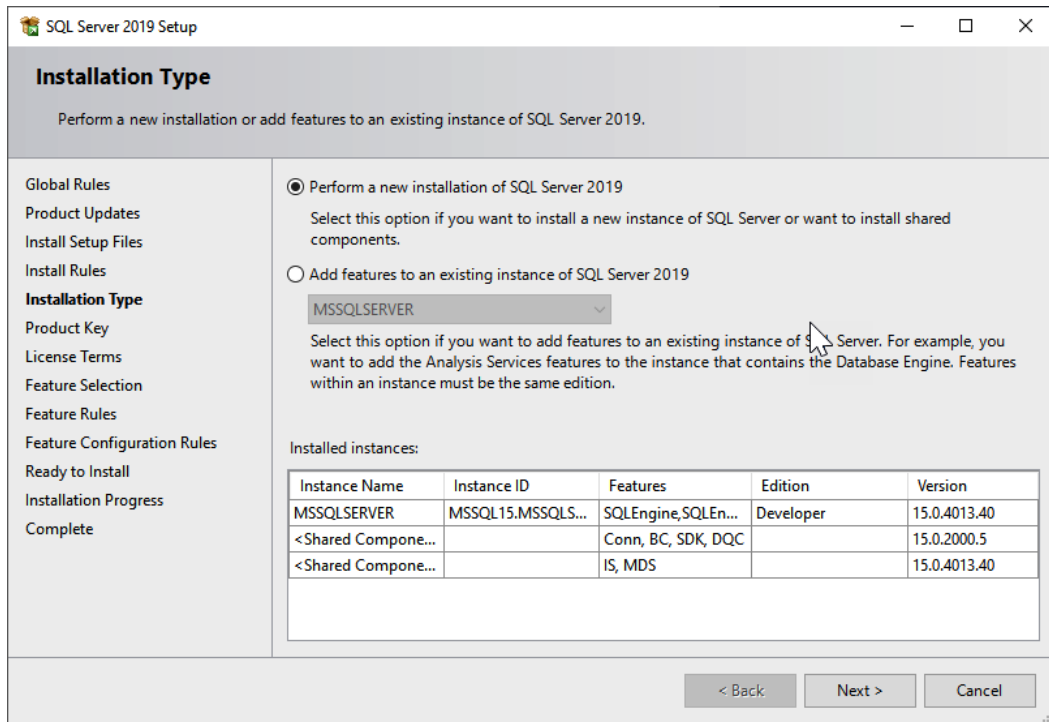 SQL Server 2019 Setup
Installation Type
Perform a new installation or add features to an existing instance of SQL Server 2019.
Global Rules
Product Updates
Install Setup Files
Install Rules
Installation Type
Product Key
License Terms
Feature Selection
Feature Rules
Feature Configuration Rules
Ready to Install
Installation Progress
Complete
Perform a new installation of SQL Server 2019
Select this option if you want to install a new instance of SQL Server or want to install shared
components.
Add features to an existing instance of SQL Server 2019
MSSQLSERVER
Select this option if you want to add features to an existing instance of SQL Server. For example, you
want to add the Analysis Services features to the instance that contains the Database Engine. Features
within an instance must be the same edition.
Installed instances:
Instance Name Instance ID Features Edition Version
MSSQLSERVER MSSQL15.MSSQLS... SQLEngine,SQLEn... Developer 15.0.4013.40
<Shared Compone... Conn, BC, SDK, DQC 15.0.2000.5
<Shared Compone... IS, MDS 15.0.4013.40
< Back Next > Cancel